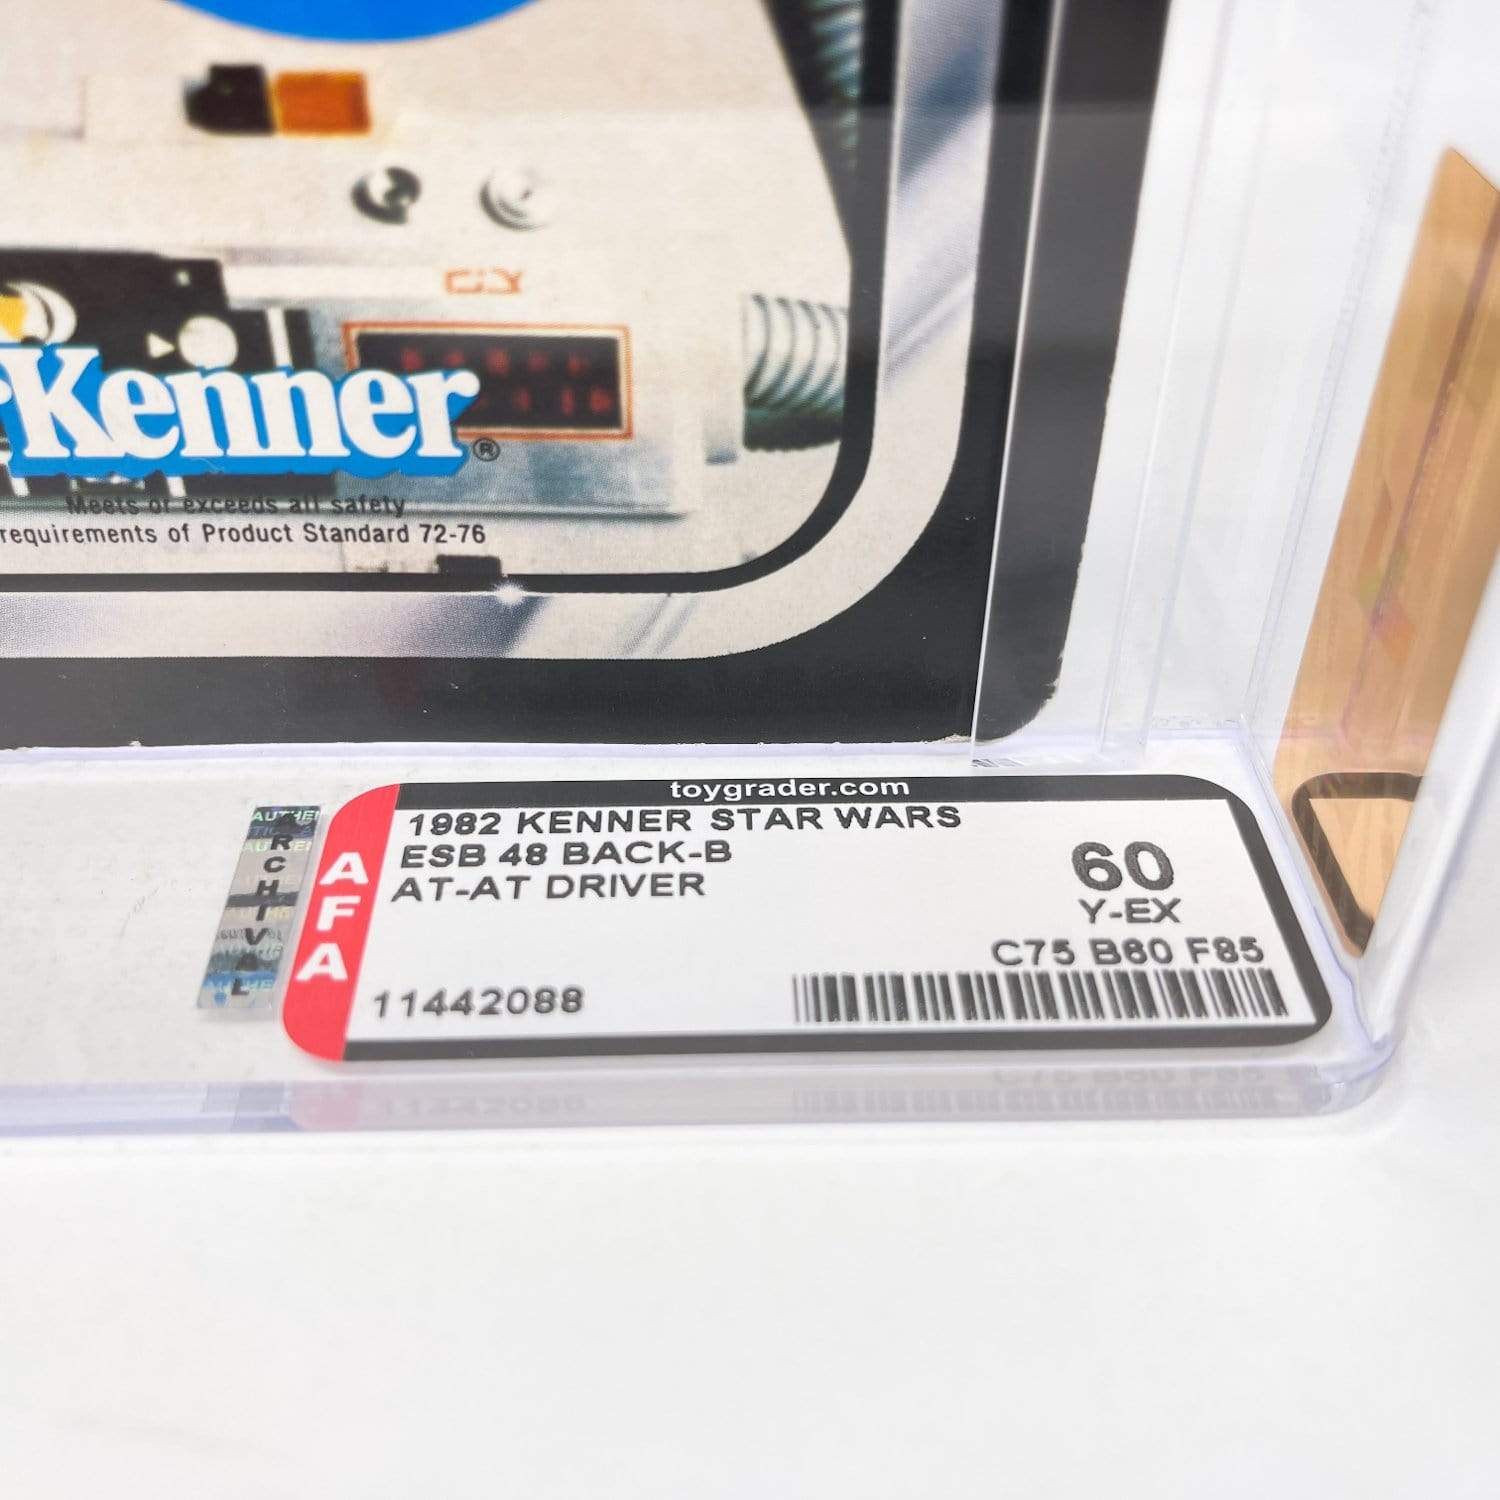 Kenner®
Meets or exceeds all safety
requirements of Product Standard 72-76
toygrader.com
ARCHIVAL
AFA
1982 KENNER STAR WARS
ESB 48 BACK-B
AT-AT DRIVER
60
Y-EX
C75 B60 F85
11442088